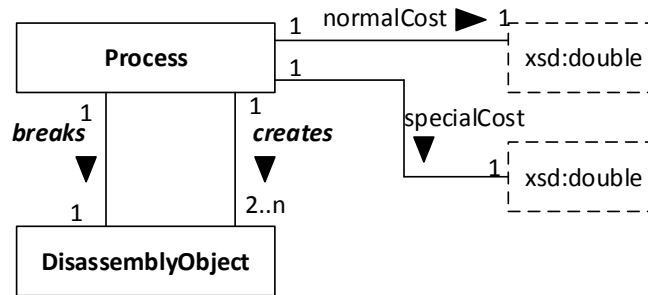 normalCost
1
1
Process
xsd:double
1
1
1
breaks
creates
specialCost
1
xsd:double
1
2..n
DisassemblyObject